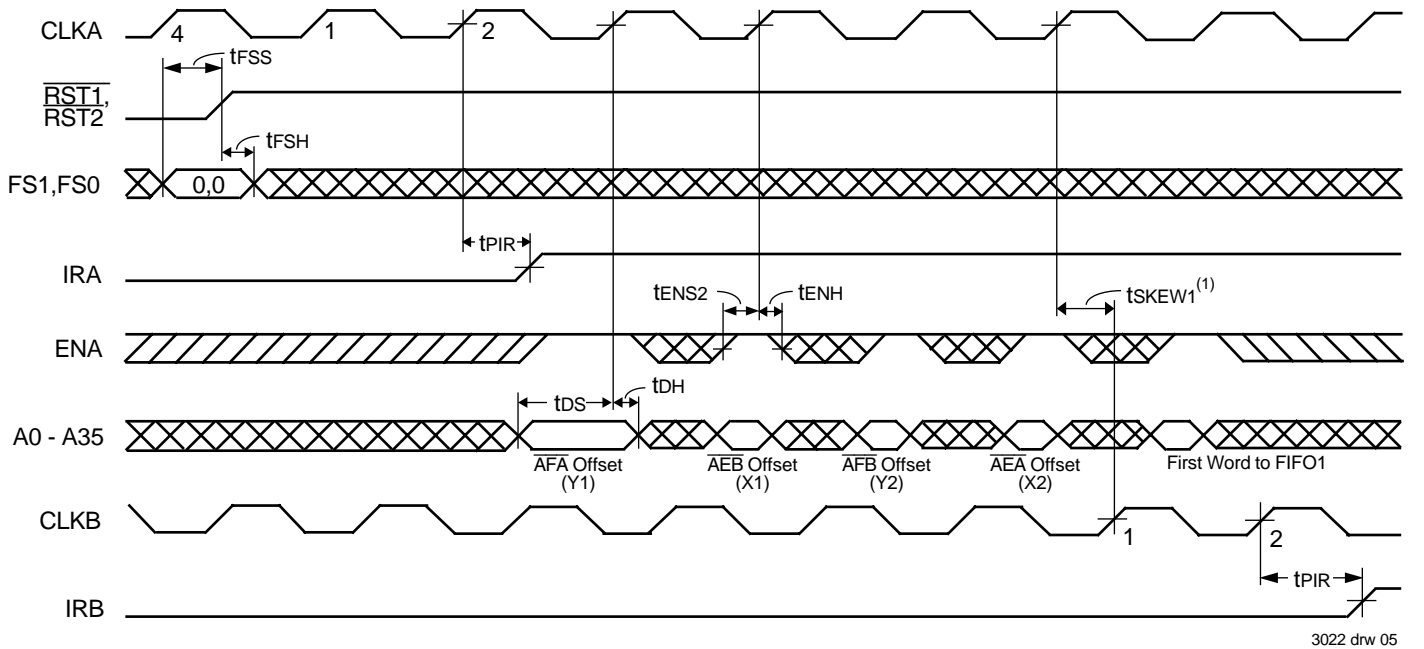 CLKA 4 1 2
tFSS
RST1,
RST2
tFSH
FS1,FS0 0,0
tPIR
IRA
tENS2 tENH tSKEW1(1)
ENA
tDS tDH
A0 - A35
AFA Offset AEB Offset AFB Offset AEA Offset First Word to FIFO1
(Y1) (X1) (Y2) (X2)
CLKB 1 2
tPIR
IRB
3022 drw 05